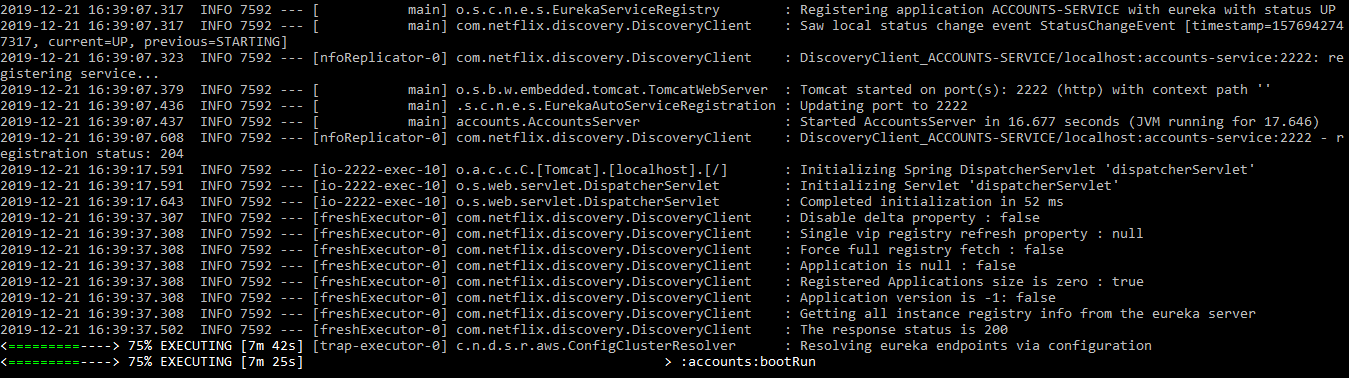 2019-12-21 16:39:07.317  INFO 7592 --- [           main] o.s.c.n.e.s.EurekaServiceRegistry        : Registering application ACCOUNTS-SERVICE with eureka with status UP
2019-12-21 16:39:07.317  INFO 7592 --- [           main] com.netflix.discovery.DiscoveryClient    : Saw local status change event StatusChangeEvent [timestamp=157694274
7317, current=UP, previous=STARTING]
2019-12-21 16:39:07.323  INFO 7592 --- [nfoReplicator-0] com.netflix.discovery.DiscoveryClient    : DiscoveryClient_ACCOUNTS-SERVICE/localhost:accounts-service:2222: re
gistering service...
2019-12-21 16:39:07.379  INFO 7592 --- [           main] o.s.b.w.embedded.tomcat.TomcatWebServer  : Tomcat started on port(s): 2222 (http) with context path ''
2019-12-21 16:39:07.436  INFO 7592 --- [           main] .s.c.n.e.s.EurekaAutoServiceRegistration : Updating port to 2222
2019-12-21 16:39:07.437  INFO 7592 --- [           main] accounts.AccountsServer                  : Started AccountsServer in 16.677 seconds (JVM running for 17.646)
2019-12-21 16:39:07.608  INFO 7592 --- [nfoReplicator-0] com.netflix.discovery.DiscoveryClient    : DiscoveryClient_ACCOUNTS-SERVICE/localhost:accounts-service:2222 - r
egistration status: 204
2019-12-21 16:39:17.591  INFO 7592 --- [io-2222-exec-10] o.a.c.c.C.[Tomcat].[localhost].[/]       : Initializing Spring DispatcherServlet 'dispatcherServlet'
2019-12-21 16:39:17.591  INFO 7592 --- [io-2222-exec-10] o.s.web.servlet.DispatcherServlet        : Initializing Servlet 'dispatcherServlet'
2019-12-21 16:39:17.643  INFO 7592 --- [io-2222-exec-10] o.s.web.servlet.DispatcherServlet        : Completed initialization in 52 ms
2019-12-21 16:39:37.307  INFO 7592 --- [freshExecutor-0] com.netflix.discovery.DiscoveryClient    : Disable delta property : false
2019-12-21 16:39:37.308  INFO 7592 --- [freshExecutor-0] com.netflix.discovery.DiscoveryClient    : Single vip registry refresh property : null
2019-12-21 16:39:37.308  INFO 7592 --- [freshExecutor-0] com.netflix.discovery.DiscoveryClient    : Force full registry fetch : false
2019-12-21 16:39:37.308  INFO 7592 --- [freshExecutor-0] com.netflix.discovery.DiscoveryClient    : Application is null : false
2019-12-21 16:39:37.308  INFO 7592 --- [freshExecutor-0] com.netflix.discovery.DiscoveryClient    : Registered Applications size is zero : true
2019-12-21 16:39:37.308  INFO 7592 --- [freshExecutor-0] com.netflix.discovery.DiscoveryClient    : Application version is -1: false
2019-12-21 16:39:37.308  INFO 7592 --- [freshExecutor-0] com.netflix.discovery.DiscoveryClient    : Getting all instance registry info from the eureka server
2019-12-21 16:39:37.502  INFO 7592 --- [freshExecutor-0] com.netflix.discovery.DiscoveryClient    : The response status is 200
<=========----> 75% EXECUTING [7m 42s] [trap-executor-0] c.n.d.s.r.aws.ConfigClusterResolver      : Resolving eureka endpoints via configuration
<=========----> 75% EXECUTING [7m 25s]                                             > :accounts:bootRun